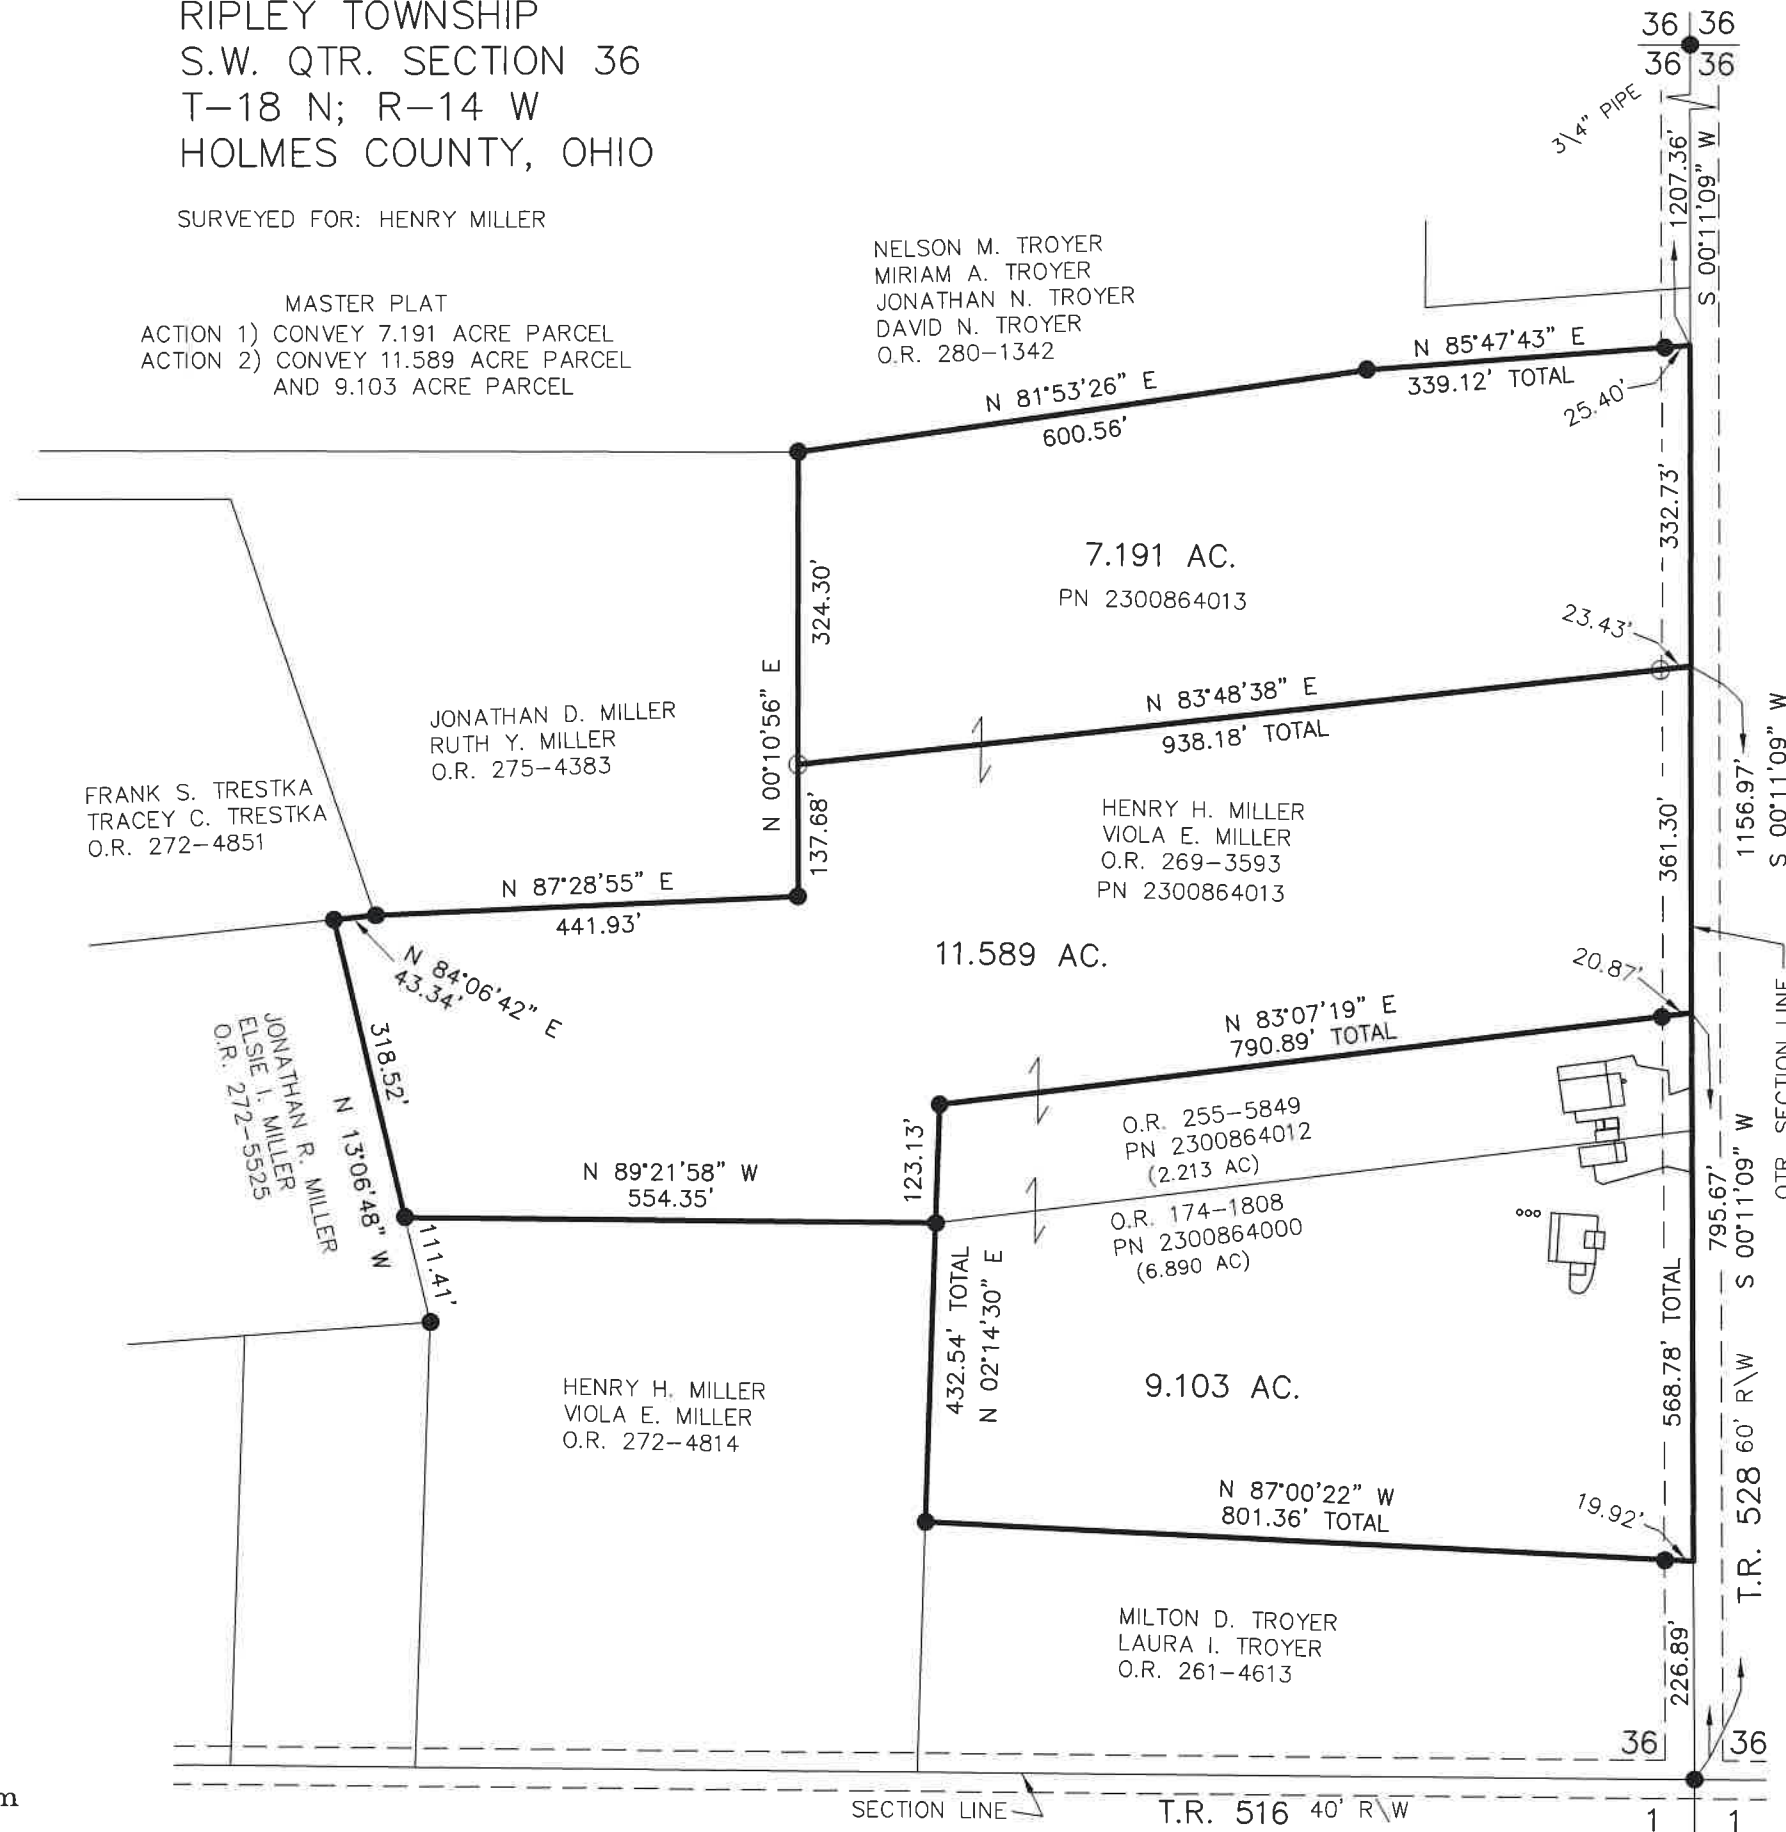 RIPLEY TOWNSHIP
S.W. QTR. SECTION 36
T-18 N; R-14 W
HOLMES COUNTY, OHIO
SURVEYED FOR: HENRY MILLER
MASTER PLAT
ACTION 1) CONVEY 7.191 ACRE PARCEL
ACTION 2) CONVEY 11.589 ACRE PARCEL
AND 9.103 ACRE PARCEL
36 36
36 36
3\4" PIPE
1207.36'
S 00°11'09" W
NELSON M. TROYER
MIRIAM A. TROYER
JONATHAN N. TROYER
DAVID N. TROYER
O.R. 280-1342
N 85°47'43" E
339.12' TOTAL
25.40'
N 81°53'26" E
600.56'
332.73'
324.30'
7.191 AC.
PN 2300864013
23.43'
N 00°10'56" E
N 83°48'38" E
938.18' TOTAL
JONATHAN D. MILLER
RUTH Y. MILLER
O.R. 275-4383
FRANK S. TRESTKA
TRACEY C. TRESTKA
O.R. 272-4851
137.68'
HENRY H. MILLER
VIOLA E. MILLER
O.R. 269-3593
PN 2300864013
361.30'
1156.97'
S 00°11'09" W
N 87°28'55" E
441.93'
N 84°06'42" E
43.34'
11.589 AC.
20.87'
QTR. SECTION LINE
N 83°07'19" E
790.89' TOTAL
318.52'
N 13°06'48" W
JONATHAN R. MILLER
ELSIE I. MILLER
O.R. 272-5525
111.41'
N 89°21'58" W
554.35'
123.13'
O.R. 255-5849
PN 2300864012
(2.213 AC)
O.R. 174-1808
PN 2300864000
(6.890 AC)
795.67'
S 00°11'09" W
432.54' TOTAL
N 02°14'30" E
568.78' TOTAL
9.103 AC.
HENRY H. MILLER
VIOLA E. MILLER
O.R. 272-4814
N 87°00'22" W
801.36' TOTAL
19.92'
T.R. 528 60' R\W
MILTON D. TROYER
LAURA I. TROYER
O.R. 261-4613
226.89'
36 36
SECTION LINE
T.R. 516 40' R\W
1 1
m